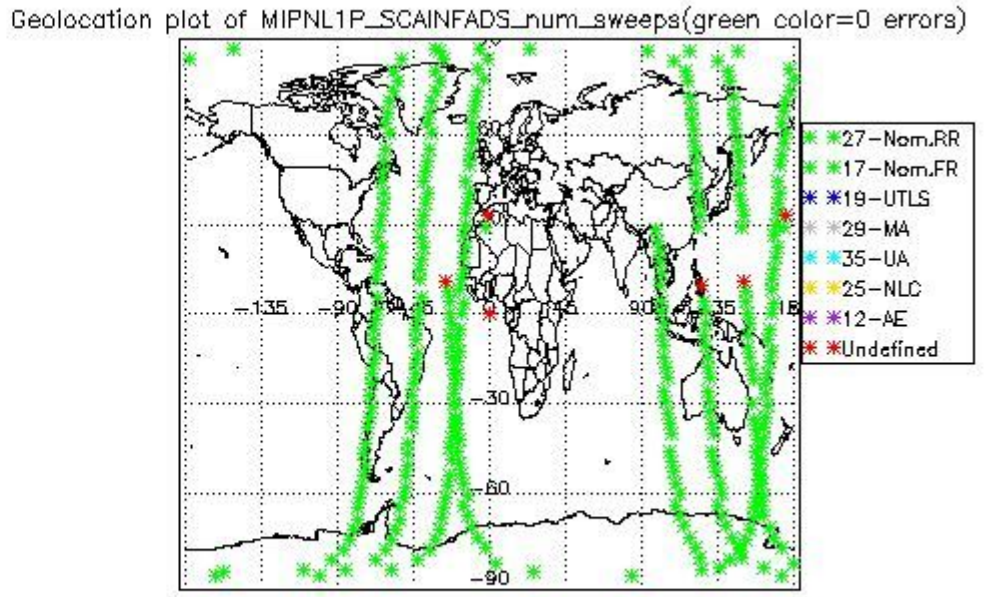 Geolocation plot of MIPNL1P_SCAINFADS_num_sweeps(green color=0 errors)
60
27-Nom.RR
17-Nom.FR
19-UTLS
29-MA
35-UA
25-NLC
12-AE
Undefined
-135 -90 45 90
-30
-60
-90